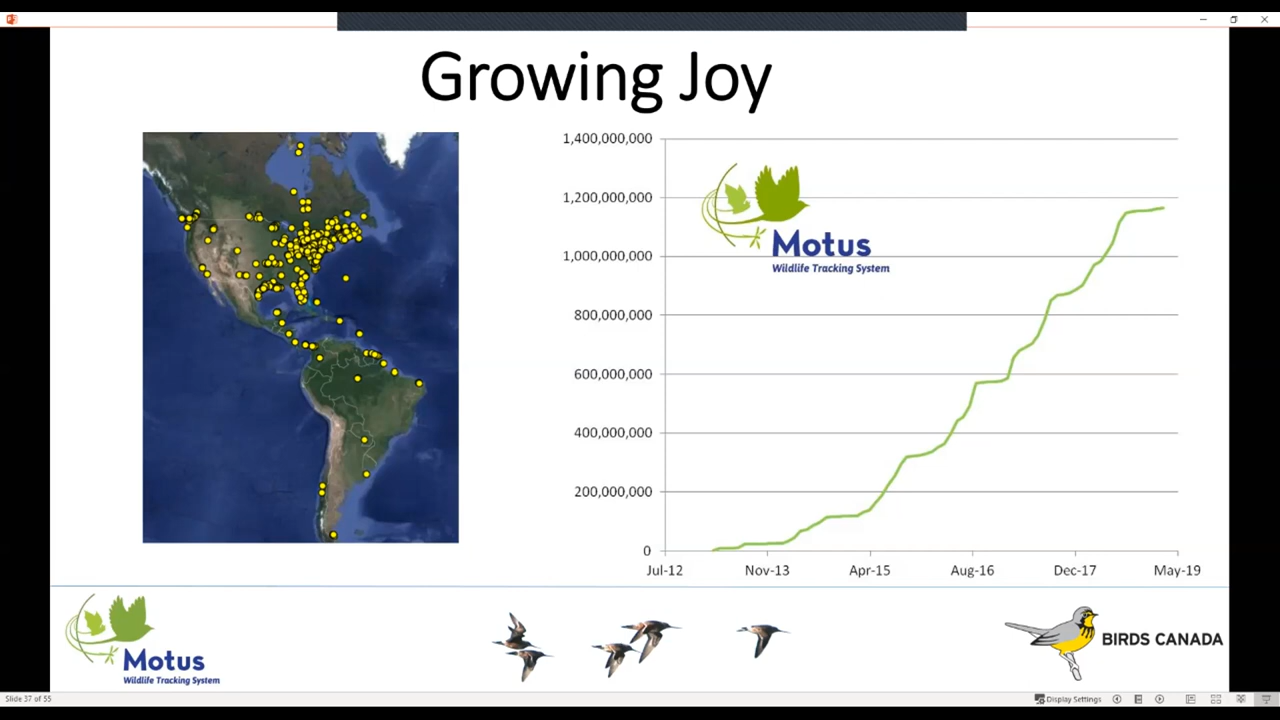 Growing Joy
1,400,000,000
1,200,000,000
1,000,000,000
800,000,000
600,000,000
400,000,000
200,000,000
0
Jul-12 Nov-13 Apr-15 Aug-16 Dec-17 May-19
Motus
Wildlife Tracking System
Motus
Wildlife Tracking System
BIRDS CANADA
Slide 37 of 55
Display Settings